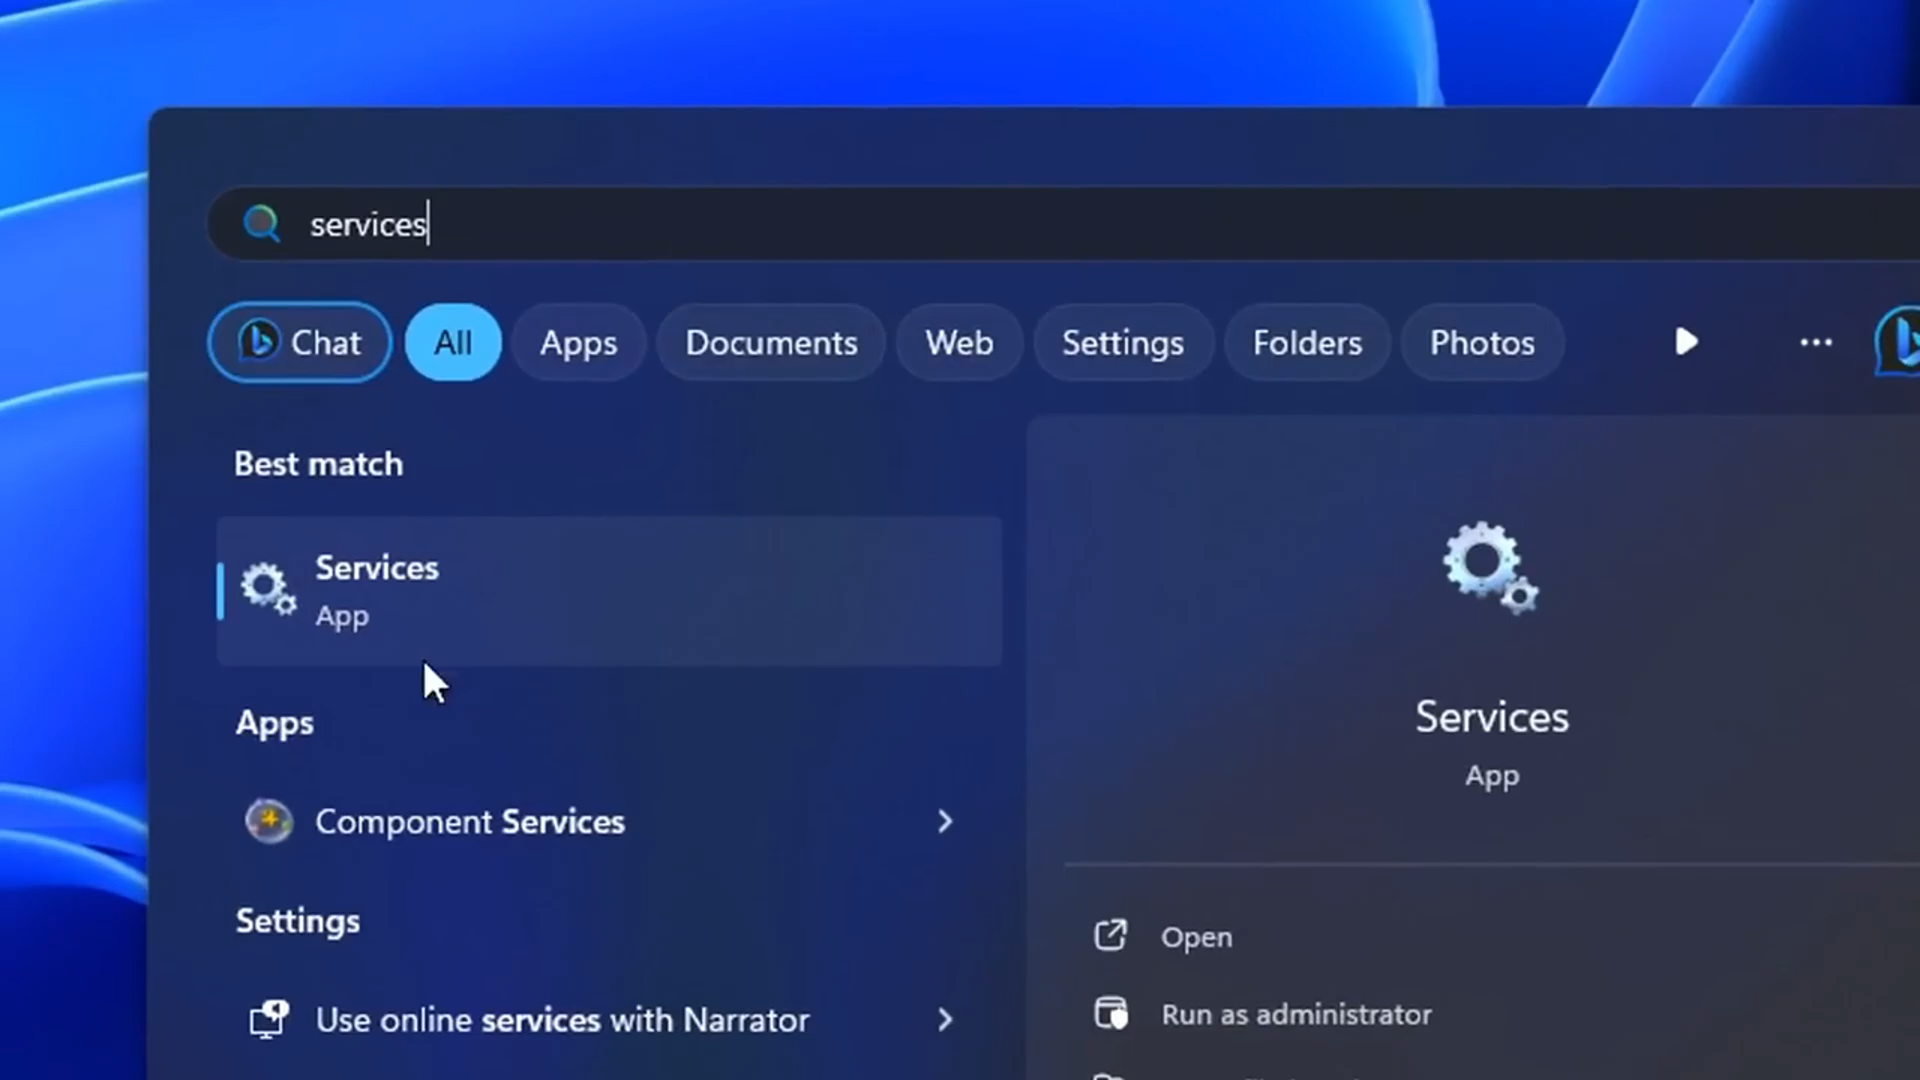 services
Chat
All
Apps
Documents
Web
Settings
Folders
Photos
Best match
Services
App
Apps
Component Services
Settings
Use online services with Narrator
Services
App
Open
Run as administrator